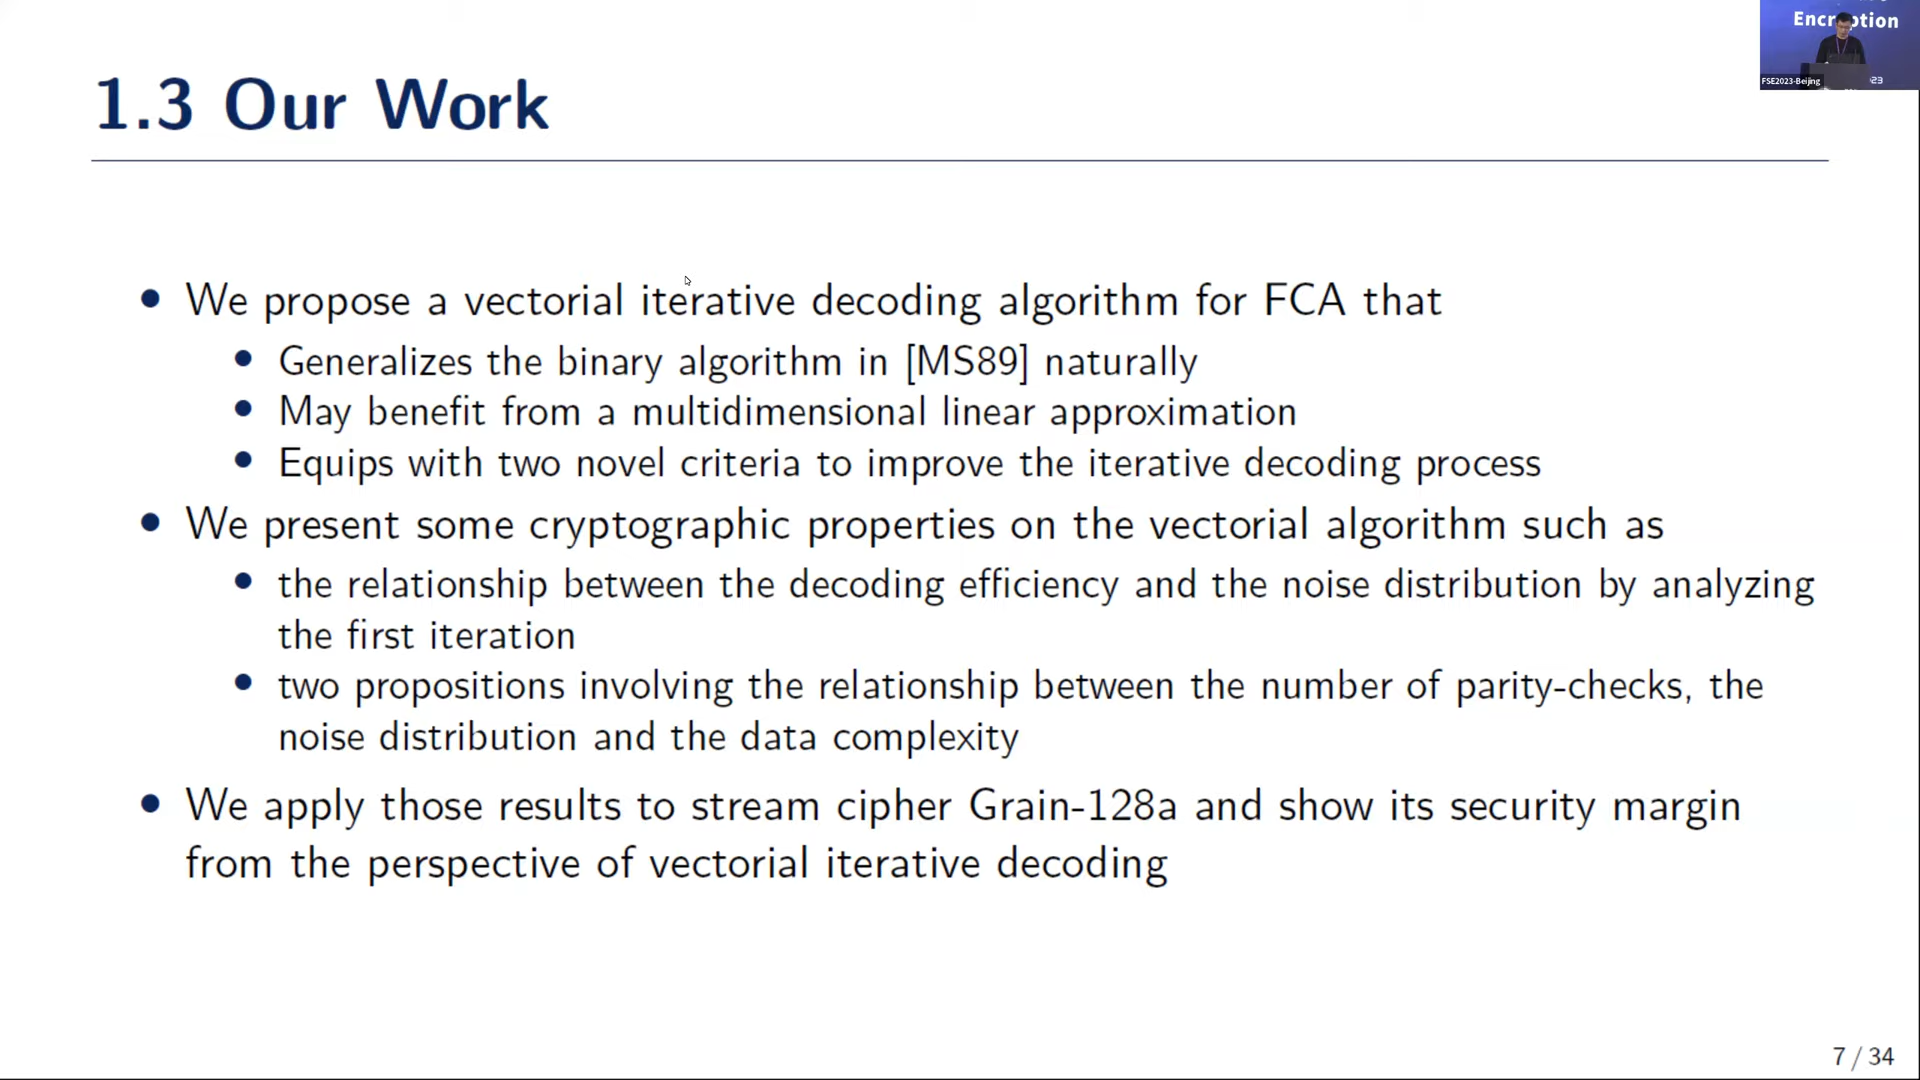 Encryption
FSE2023-Beijing
23
1.3 Our Work
• We propose a vectorial iterative decoding algorithm for FCA that
• Generalizes the binary algorithm in [MS89] naturally
• May benefit from a multidimensional linear approximation
• Equips with two novel criteria to improve the iterative decoding process
• We present some cryptographic properties on the vectorial algorithm such as
• the relationship between the decoding efficiency and the noise distribution by analyzing
the first iteration
• two propositions involving the relationship between the number of parity-checks, the
noise distribution and the data complexity
• We apply those results to stream cipher Grain-128a and show its security margin
from the perspective of vectorial iterative decoding
7 / 34